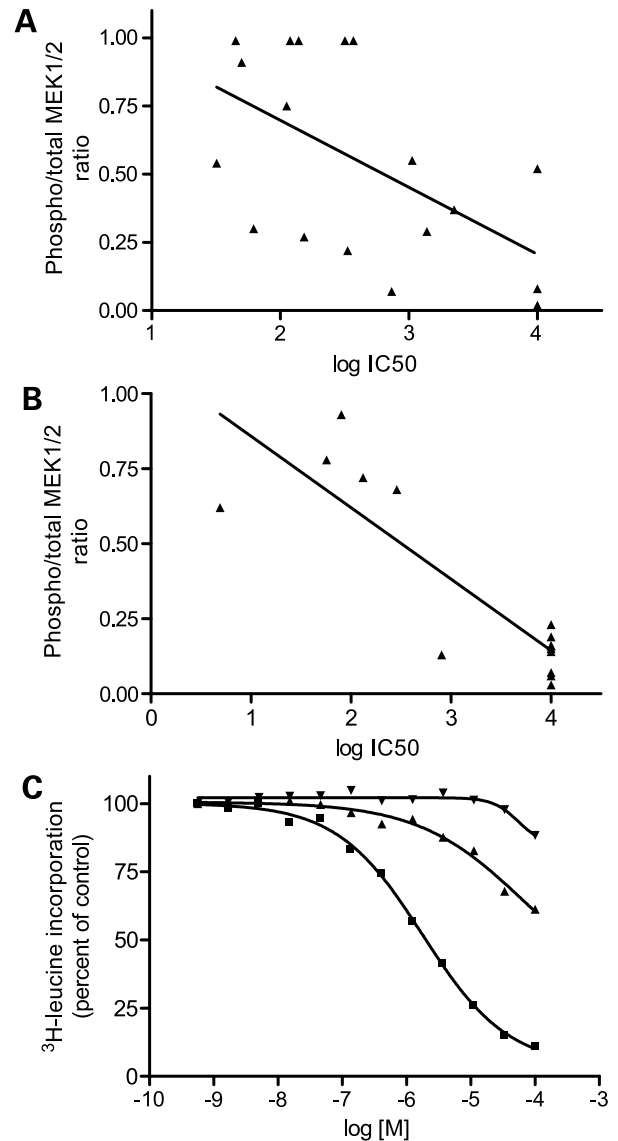 A
Phospho/total MEK1/2
ratio
1.00
0.75
0.50
0.25
0.00
1 2 3 4
log IC50
B
Phospho/total MEK1/2
ratio
1.00
0.75
0.50
0.25
0.00
0 1 2 3 4
log IC50
C
³H-leucine incorporation
(percent of control)
100
75
50
25
0
-10 -9 -8 -7 -6 -5 -4 -3
log [M]